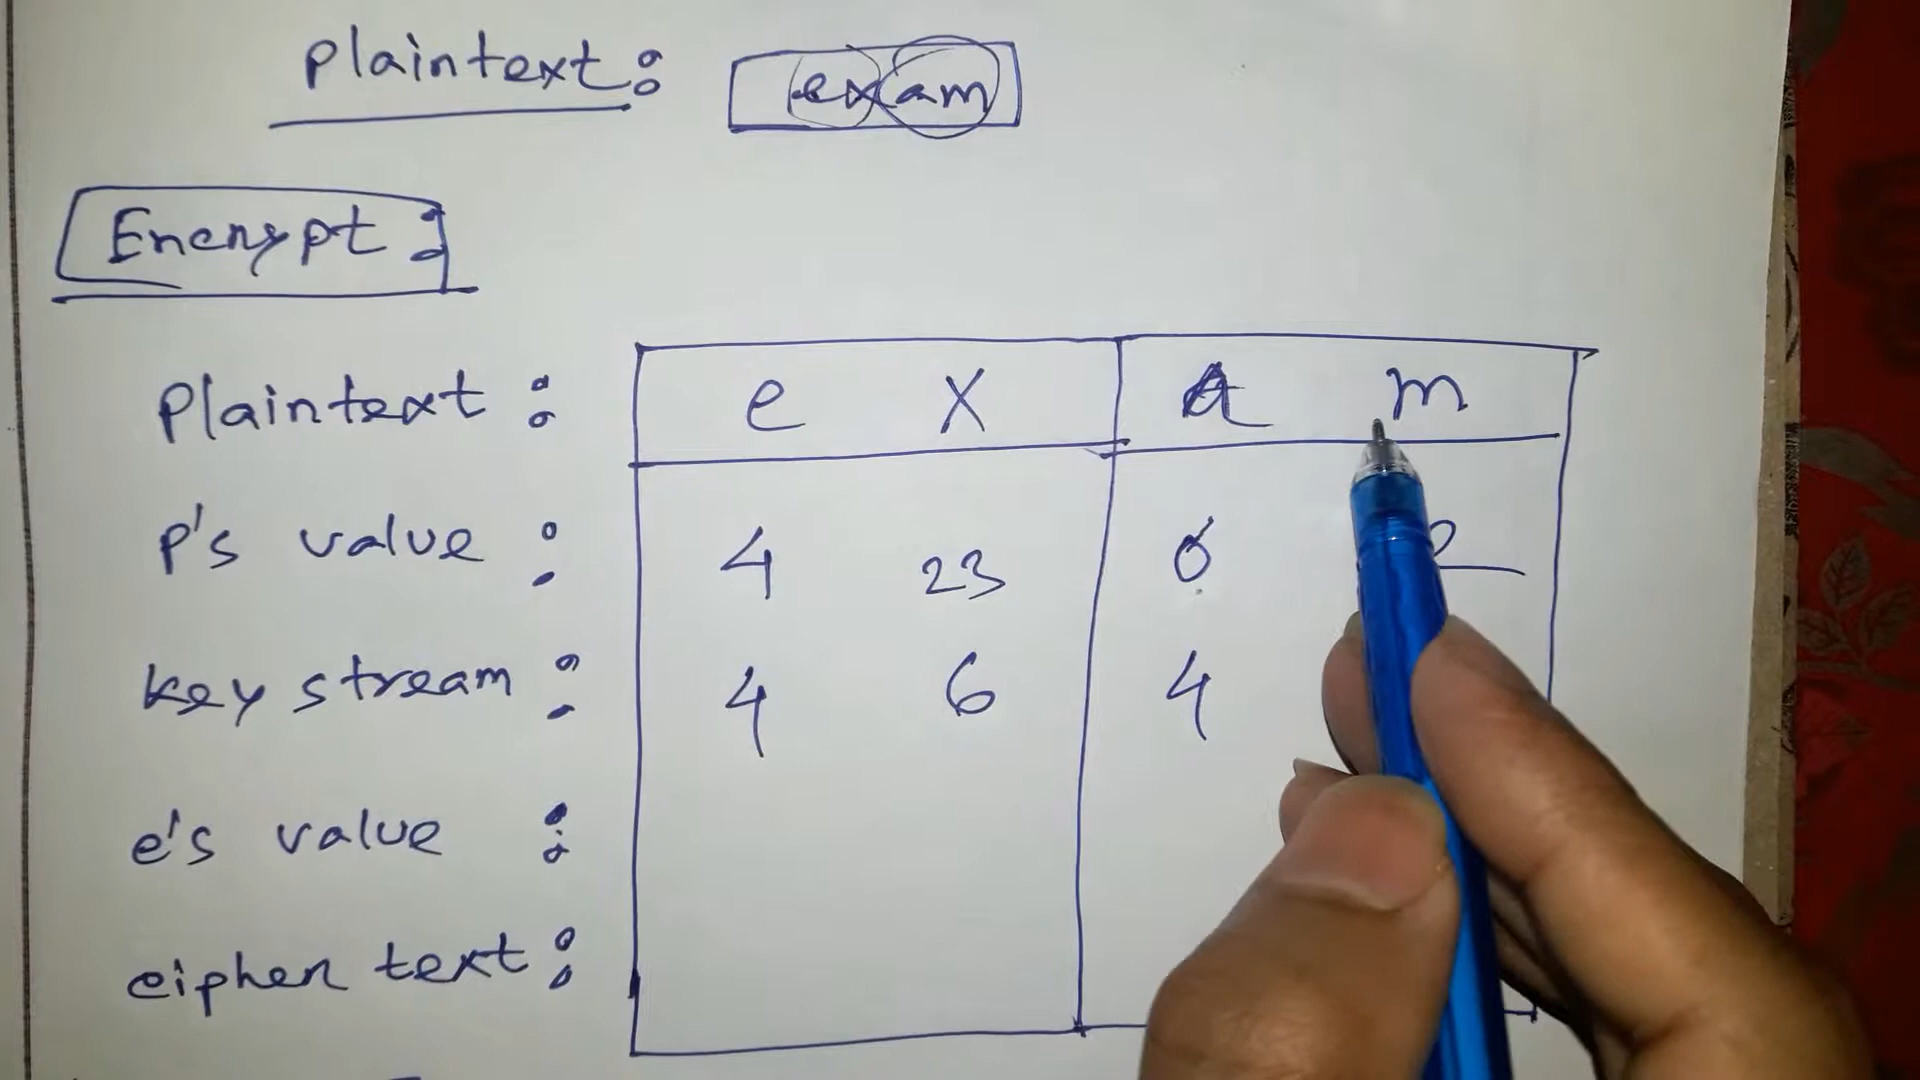 plaintext: exam
Encrypt:
Plaintext: e x a m
p's value: 4 23 0
key stream: 4 6 4
c's value:
cipher text: